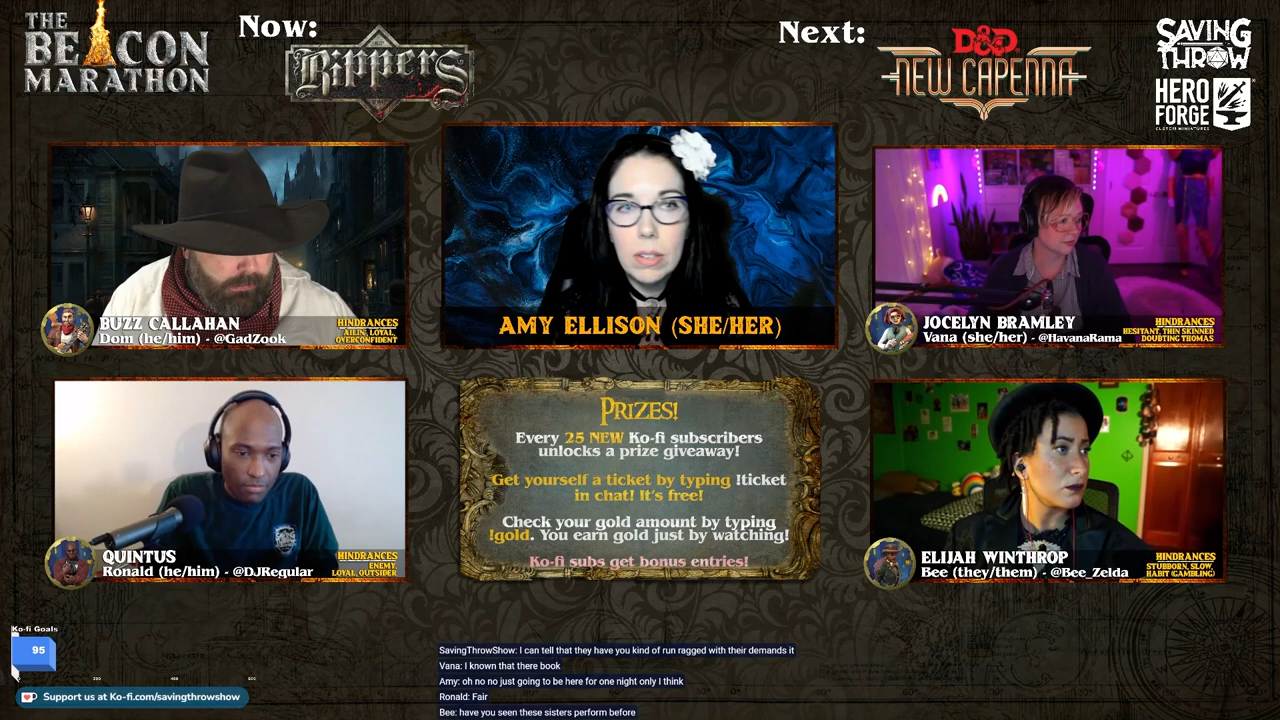 THE
BEACON
MARATHON
Now:
Rippers
Next:
D&D
NEW CAPENNA
SAVING
THROW
HERO
FORGE
CUSTOM MINIATURES
BUZZ CALLAHAN
Dom (he/him) - @GadZook
HINDRANCES
AILIN, LOYAL,
OVERCONFIDENT
AMY ELLISON (SHE/HER)
JOCELYN BRAMLEY
Vana (she/her) - @HavanaRama
HINDRANCES
HESITANT, THIN SKINNED
DOUBTING THOMAS
QUINTUS
Ronald (he/him) - @DJRegular
HINDRANCES
ENEMY,
LOYAL, OUTSIDER
PRIZES!
Every 25 NEW Ko-fi subscribers
unlocks a prize giveaway!
Get yourself a ticket by typing !ticket
in chat! It's free!
Check your gold amount by typing
!gold. You earn gold just by watching!
Ko-fi subs get bonus entries!
ELIJAH WINTHROP
Bee (they/them) - @Bee_Zelda
HINDRANCES
STUBBORN, SLOW,
HABIT (GAMBLING)
Ko-fi Goals
95
Support us at Ko-fi.com/savingthrowshow
SavingThrowShow: I can tell that they have you kind of run ragged with their demands it
Vana: I known that there book
Amy: oh no no just going to be here for one night only I think
Ronald: Fair
Bee: have you seen these sisters perform before